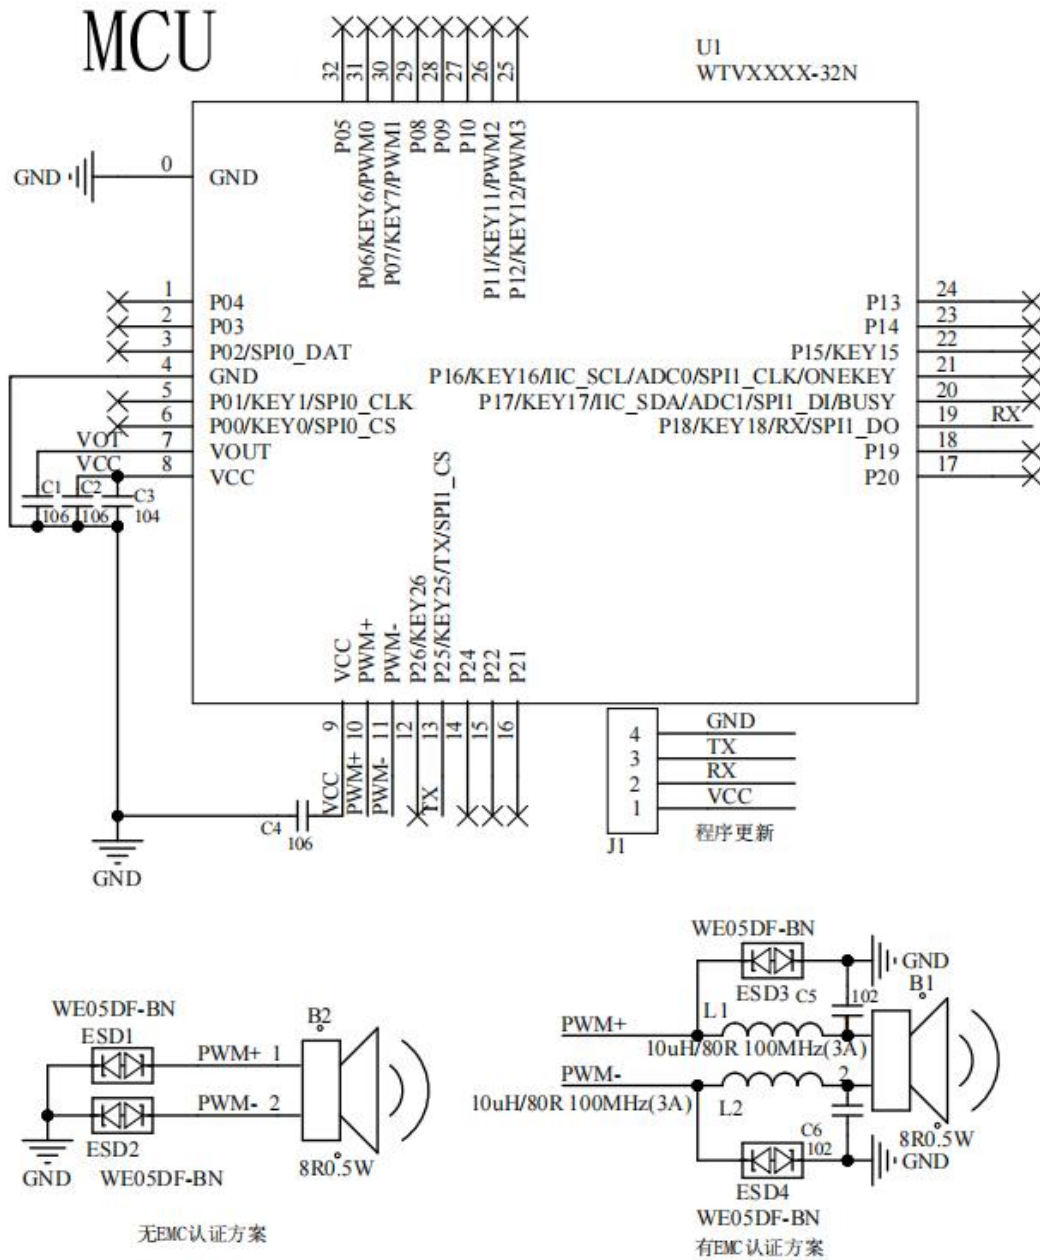 MCU
U1
WTVXXXX-32N
32 31 30 29 28 27 26 25
P05
P06/KEY6/PWM0
P07/KEY7/PWM1
P08
P09
P10
P11/KEY11/PWM2
P12/KEY12/PWM3
GND 0 GND
1 P04
2 P03
3 P02/SPI0_DAT
4 GND
5 P01/KEY1/SPI0_CLK
6 P00/KEY0/SPI0_CS
VOT 7 VOUT
VCC 8 VCC
P13 24
P14 23
P15/KEY15 22
P16/KEY16/IIC_SCL/ADC0/SPI1_CLK/ONEKEY 21
P17/KEY17/IIC_SDA/ADC1/SPI1_DI/BUSY 20
P18/KEY18/RX/SPI1_DO 19 RX
P19 18
P20 17
C1 C2 C3
106 106 104
VCC
PWM+
PWM-
P26/KEY26
P25/KEY25/TX/SPI1_CS
P24
P22
P21
9 10 11 12 13 14 15 16
VCC
PWM+
PWM-
TX
C4
106
GND
4 GND
3 TX
2 RX
1 VCC
J1
程序更新
WE05DF-BN
ESD1
PWM+ 1
PWM- 2
B2
ESD2
WE05DF-BN
GND
8R0.5W
无EMC认证方案
WE05DF-BN
ESD3
C5
102
GND
B1
L1
PWM+
10uH/80R 100MHz(3A)
PWM-
2
10uH/80R 100MHz(3A)
L2
C6
102
8R0.5W
GND
ESD4
WE05DF-BN
有EMC认证方案